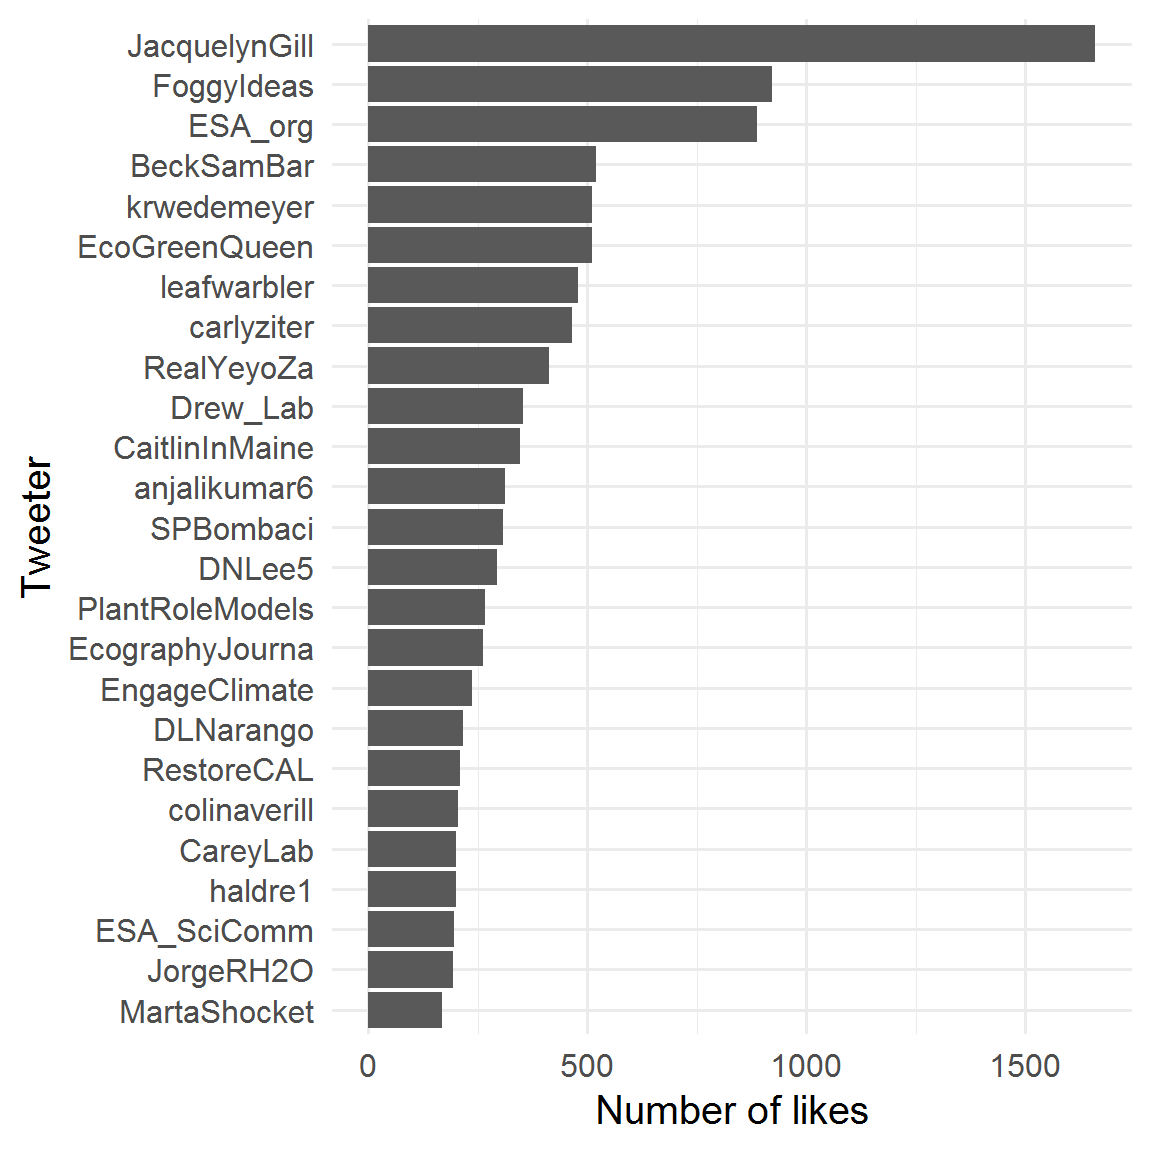 JacquelynGill
FoggyIdeas
ESA_org
BeckSamBar
krwedemeyer
EcoGreenQueen
leafwarbler
carlyziter
RealYeyoZa
Drew_Lab
CaitlinInMaine
anjalikumar6
SPBombaci
DNLee5
PlantRoleModels
EcographyJourna
EngageClimate
DLNarango
RestoreCAL
colinaverill
CareyLab
haldre1
ESA_SciComm
JorgeRH2O
MartaShocket
Tweeter
0 500 1000 1500
Number of likes